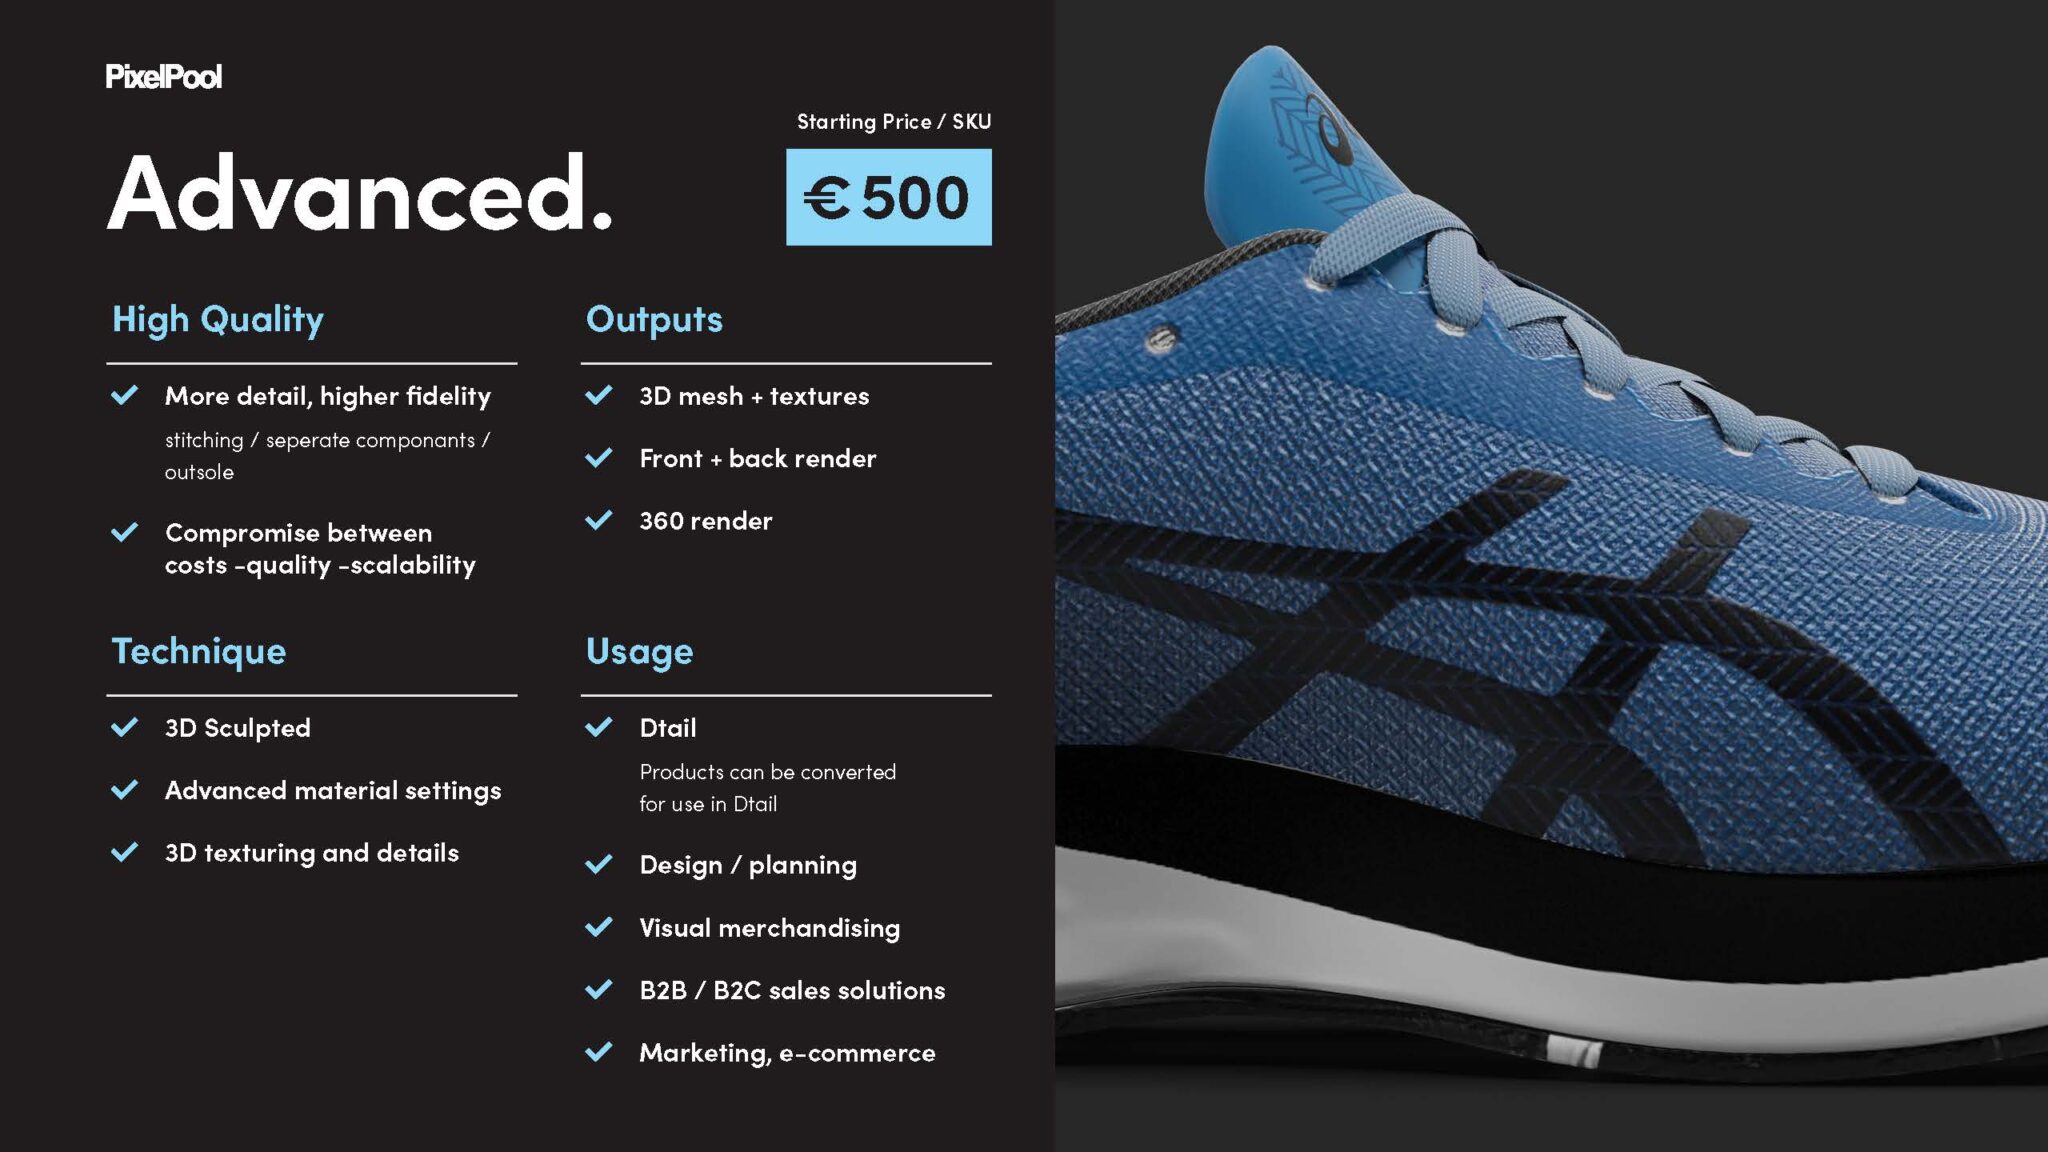 PixelPool
Starting Price / SKU
Advanced.
€500
High Quality
More detail, higher fidelity
stitching / seperate componants /
outsole
Compromise between
costs -quality -scalability
Outputs
3D mesh + textures
Front + back render
360 render
Technique
3D Sculpted
Advanced material settings
3D texturing and details
Usage
Dtail
Products can be converted
for use in Dtail
Design / planning
Visual merchandising
B2B / B2C sales solutions
Marketing, e-commerce